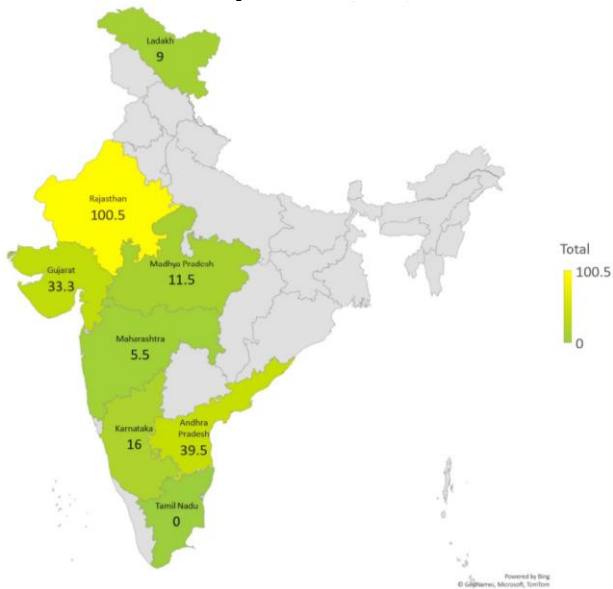 Ladakh
9
Rajasthan
100.5
Gujarat
33.3
Madhya Pradesh
11.5
Maharashtra
5.5
Karnataka
16
Andhra
Pradesh
39.5
Tamil Nadu
0
Total
100.5
0
Powered by Bing
© GeoNames, Microsoft, TomTom